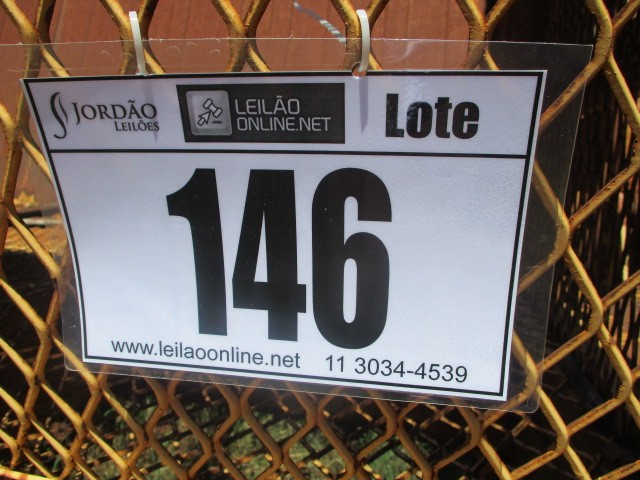 JORDÃO
LEILÕES
LEILÃO
ONLINE.NET
Lote
146
www.leilaoonline.net 11 3034-4539